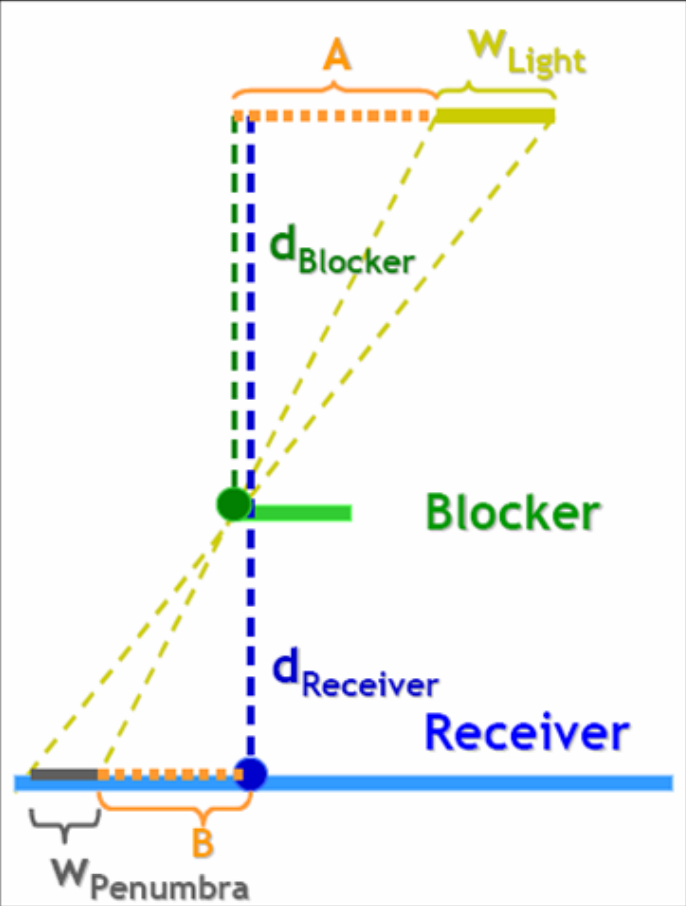 A
wLight
dBlocker
Blocker
dReceiver
Receiver
B
wPenumbra